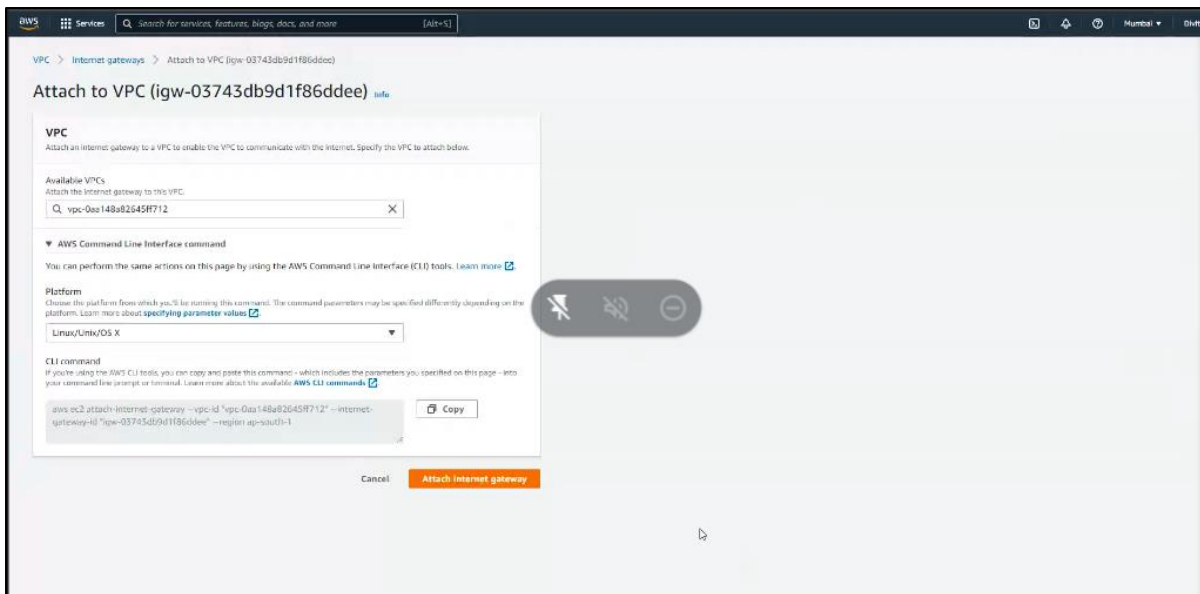 aws Services Search for services, features, blogs, docs, and more [Alt+S] Mumbai
VPC > Internet gateways > Attach to VPC (igw-03743db9d1f86ddee)
Attach to VPC (igw-03743db9d1f86ddee) Info
VPC
Attach an internet gateway to a VPC to enable the VPC to communicate with the internet. Specify the VPC to attach below.
Available VPCs
Attach the internet gateway to this VPC.
vpc-0aa148a82645ff712
AWS Command Line Interface command
You can perform the same actions on this page by using the AWS Command Line Interface (CLI) tools. Learn more
Platform
Choose the platform from which you'll be running this command. The command parameters may be specified differently depending on the
platform. Learn more about specifying parameter values
Linux/Unix/OS X
CLI command
If you're using the AWS CLI tools, you can copy and paste this command - which includes the parameters you specified on this page - into
your command line prompt or terminal. Learn more about the available AWS CLI commands
aws ec2 attach-internet-gateway --vpc-id "vpc-0aa148a82645ff712" --internet-
gateway-id "igw-03743db9d1f86ddee" --region ap-south-1
Copy
Cancel Attach internet gateway